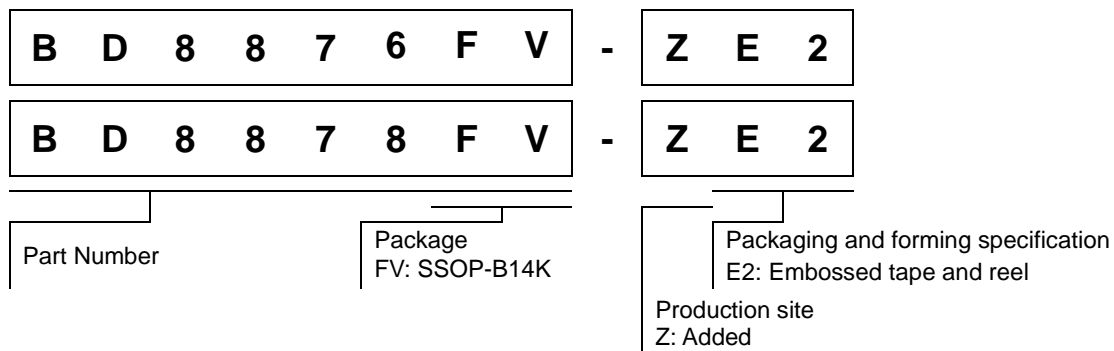 B D 8 8 7 6 F V - Z E 2
B D 8 8 7 8 F V - Z E 2
Part Number
Package
FV: SSOP-B14K
Packaging and forming specification
E2: Embossed tape and reel
Production site
Z: Added